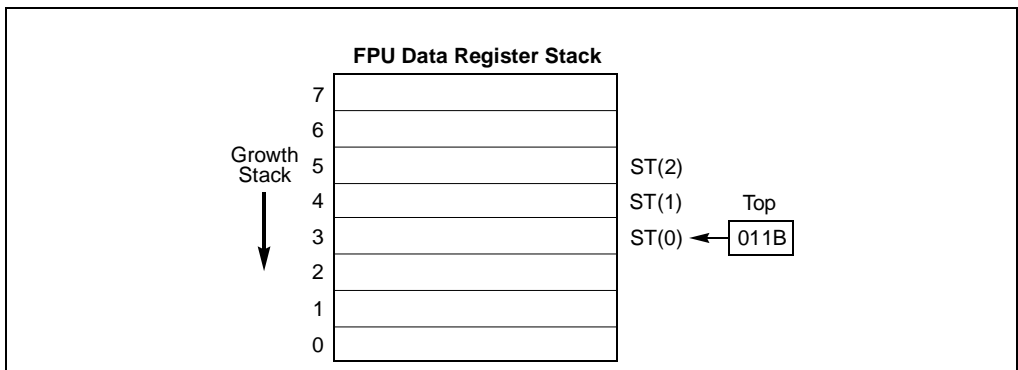 FPU Data Register Stack
7
6
Growth
Stack
5
ST(2)
4
ST(1)
Top
3
ST(0)
011B
2
1
0